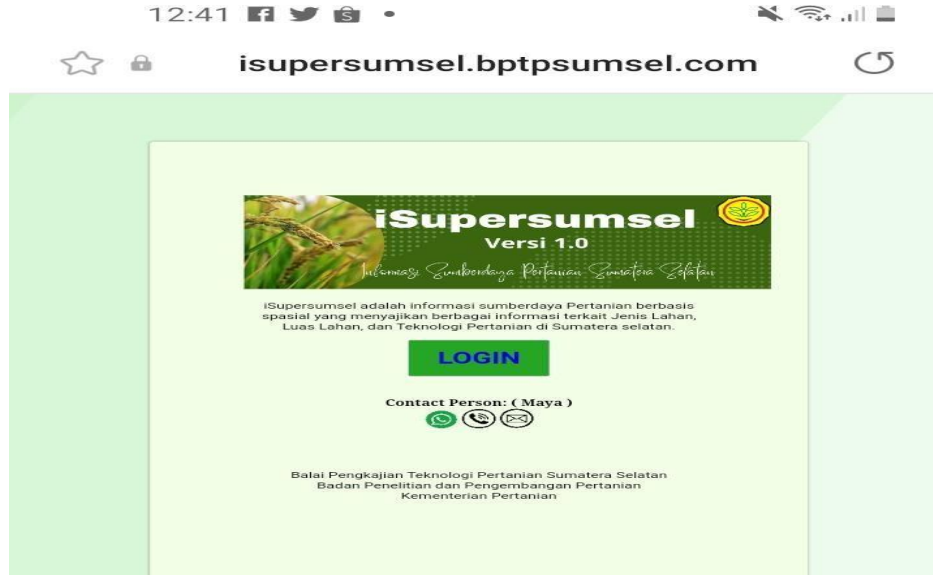 12:41
isupersumsel.bptpsumsel.com
iSupersumsel
Versi 1.0
Informasi Sumberdaya Pertanian Sumatera Selatan
iSupersumsel adalah informasi sumberdaya Pertanian berbasis
spasial yang menyajikan berbagai informasi terkait Jenis Lahan,
Luas Lahan, dan Teknologi Pertanian di Sumatera selatan.
LOGIN
Contact Person: ( Maya )
Balai Pengkajian Teknologi Pertanian Sumatera Selatan
Badan Penelitian dan Pengembangan Pertanian
Kementerian Pertanian